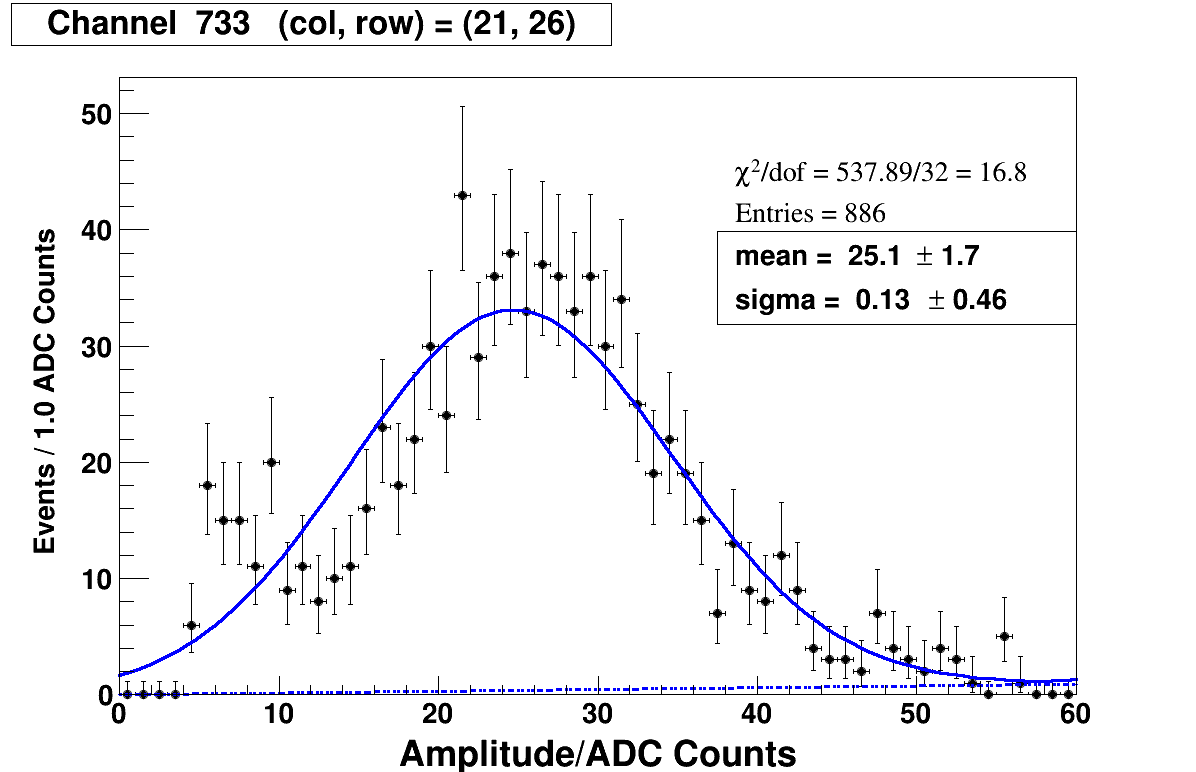 Channel 733 (col, row) = (21, 26)
50
40
30
20
10
0
Events / 1.0 ADC Counts
χ²/dof = 537.89/32 = 16.8
Entries = 886
mean = 25.1 ± 1.7
sigma = 0.13 ± 0.46
0 10 20 30 40 50 60
Amplitude/ADC Counts